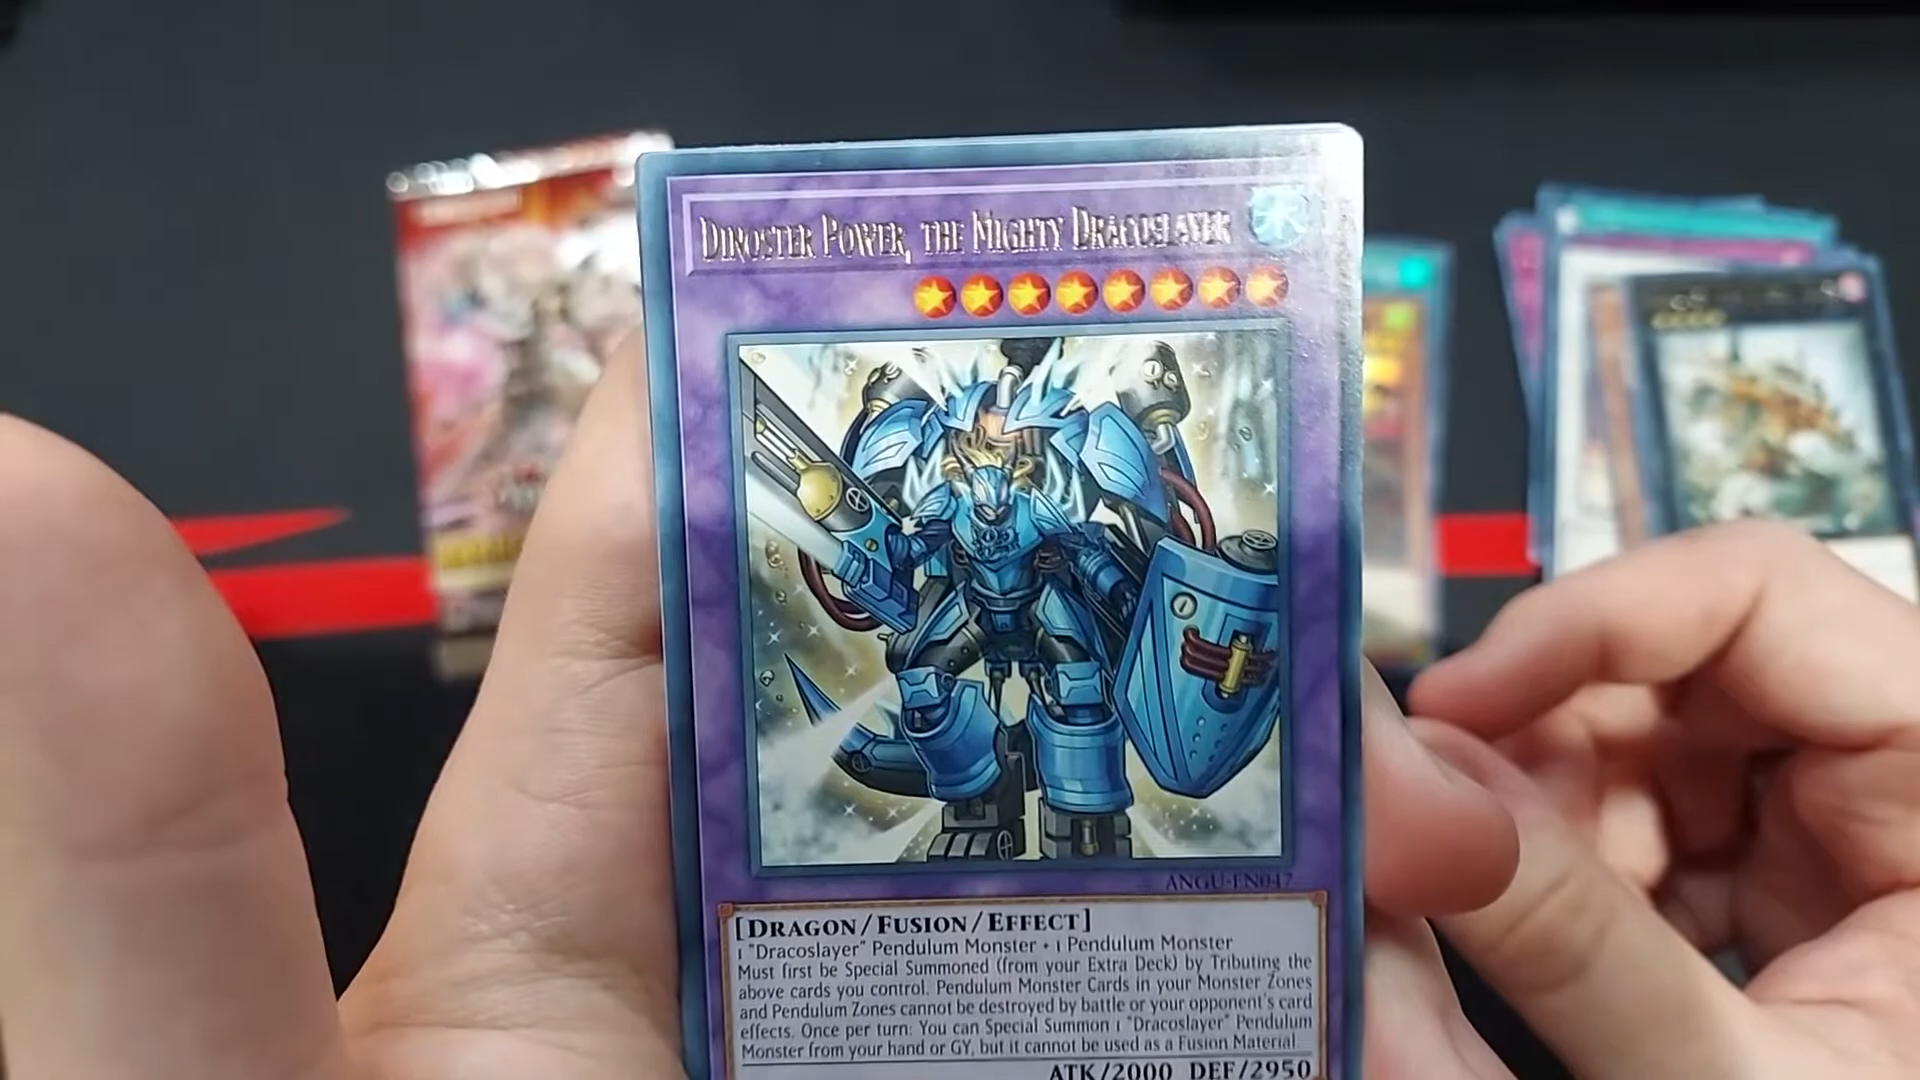 Dinoster Power, the Mighty Dracoslayer
ANGU-EN047
[Dragon/Fusion/Effect]
1 "Dracoslayer" Pendulum Monster + 1 Pendulum Monster
Must first be Special Summoned (from your Extra Deck) by Tributing the
above cards you control. Pendulum Monster Cards in your Monster Zones
and Pendulum Zones cannot be destroyed by battle or your opponent's card
effects. Once per turn: You can Special Summon 1 "Dracoslayer" Pendulum
Monster from your hand or GY, but it cannot be used as a Fusion Material.
ATK/2000 DEF/2950